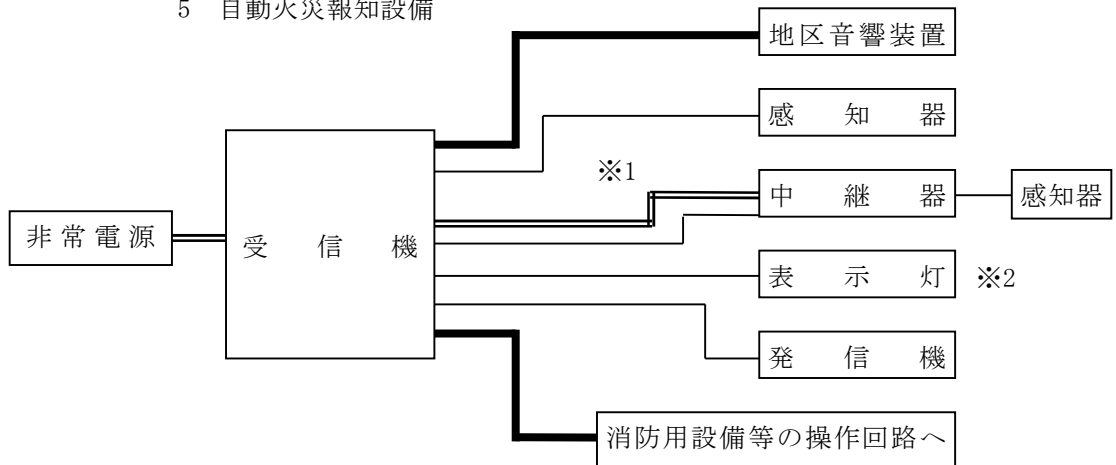 5 自動火災報知設備
地区音響装置
感知器
※1
中継器
感知器
非常電源
受信機
表示灯
※2
発信機
消防用設備等の操作回路へ